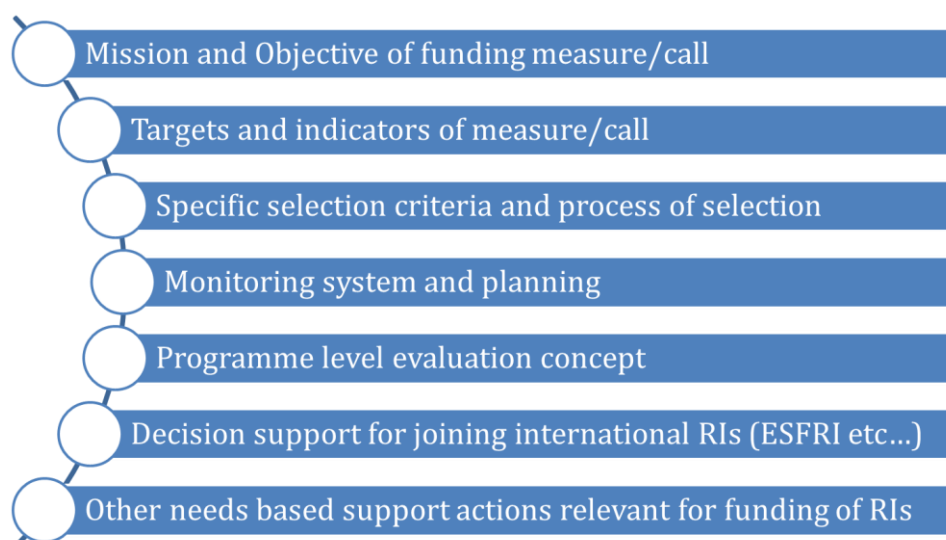 Mission and Objective of funding measure/call
Targets and indicators of measure/call
Specific selection criteria and process of selection
Monitoring system and planning
Programme level evaluation concept
Decision support for joining international RIs (ESFRI etc…)
Other needs based support actions relevant for funding of RIs